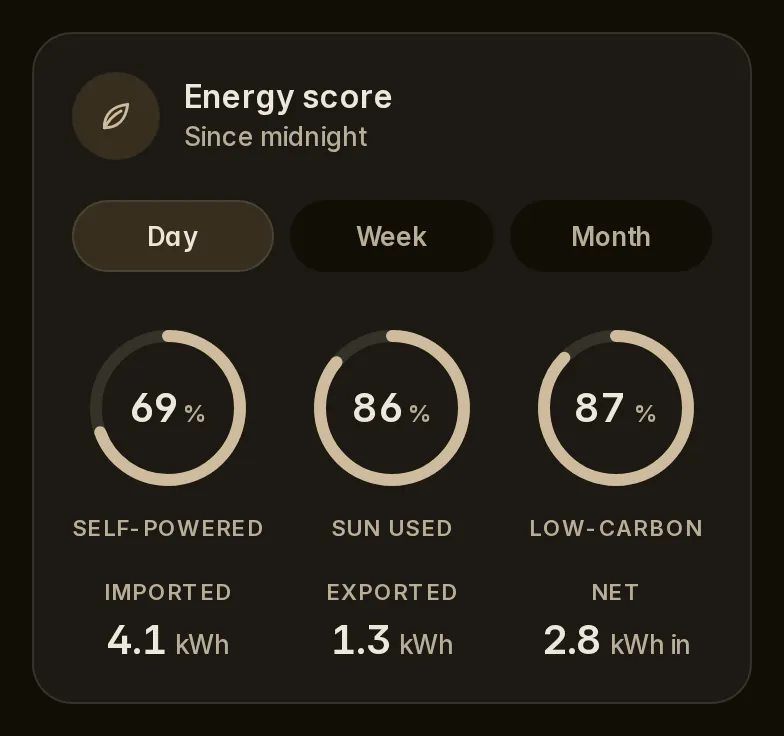 Energy score
Since midnight
Day Week Month
69 % 86 % 87 %
SELF-POWERED SUN USED LOW-CARBON
IMPORTED EXPORTED NET
4.1 kWh 1.3 kWh 2.8 kWh in